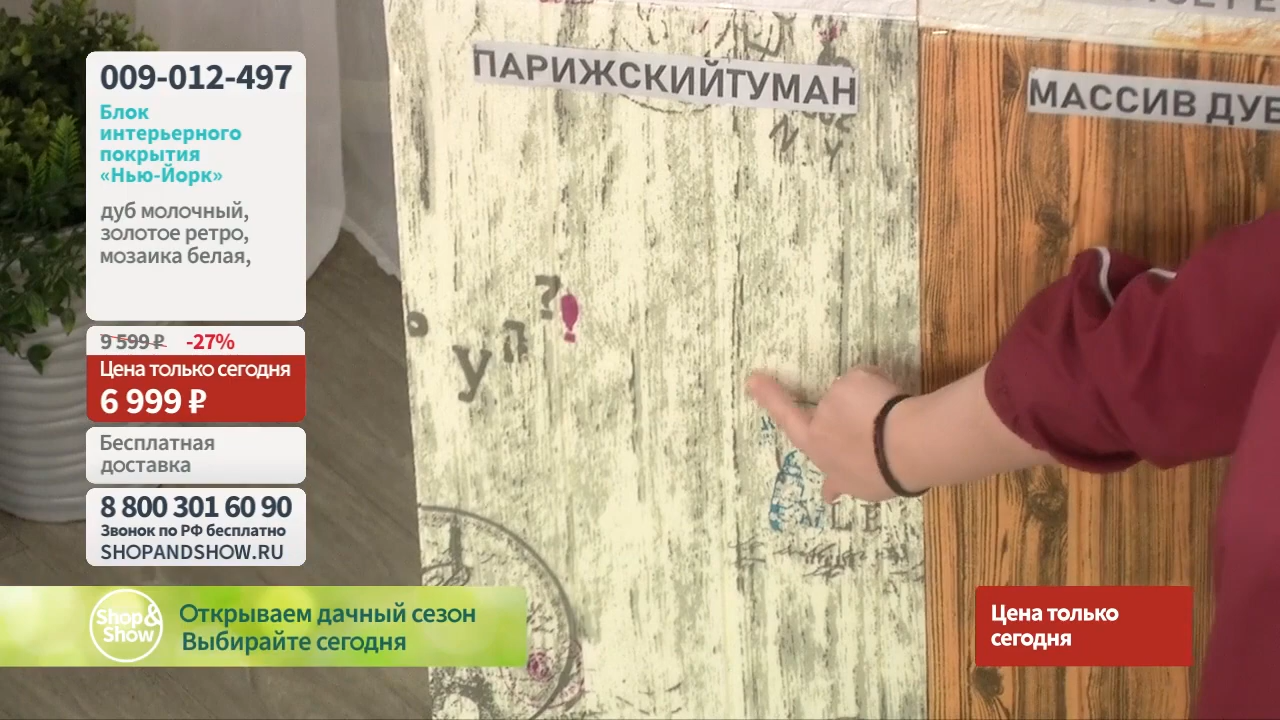 009-012-497
Блок
интерьерного
покрытия
«Нью-Йорк»
дуб молочный,
золотое ретро,
мозаика белая,
9 599 ₽ -27%
Цена только сегодня
6 999 ₽
Бесплатная
доставка
8 800 301 60 90
Звонок по РФ бесплатно
SHOPANDSHOW.RU
Shop&
Show
Открываем дачный сезон
Выбирайте сегодня
Цена только
сегодня
ПАРИЖСКИЙТУМАН
МАССИВ ДУБ
N Y
? !
у л
LE